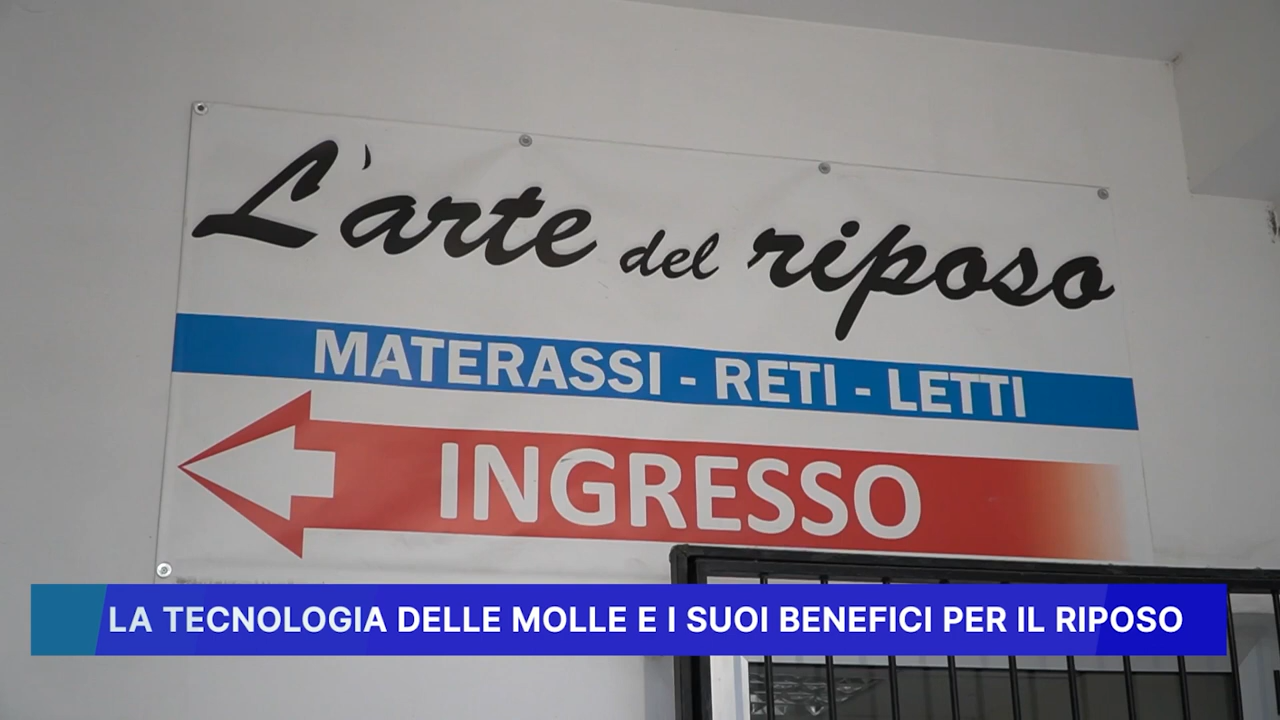 L'arte del riposo
MATERASSI - RETI - LETTI
INGRESSO
LA TECNOLOGIA DELLE MOLLE E I SUOI BENEFICI PER IL RIPOSO